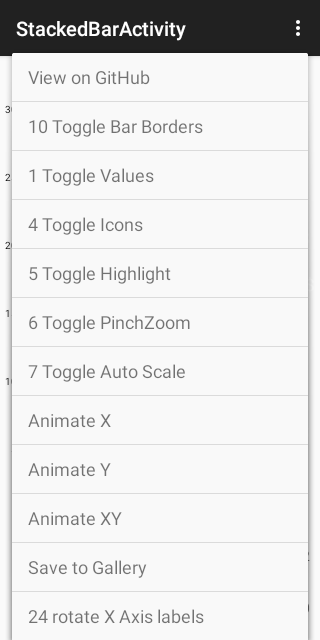 StackedBarActivity
View on GitHub
10 Toggle Bar Borders
1 Toggle Values
4 Toggle Icons
5 Toggle Highlight
6 Toggle PinchZoom
7 Toggle Auto Scale
Animate X
Animate Y
Animate XY
Save to Gallery
24 rotate X Axis labels